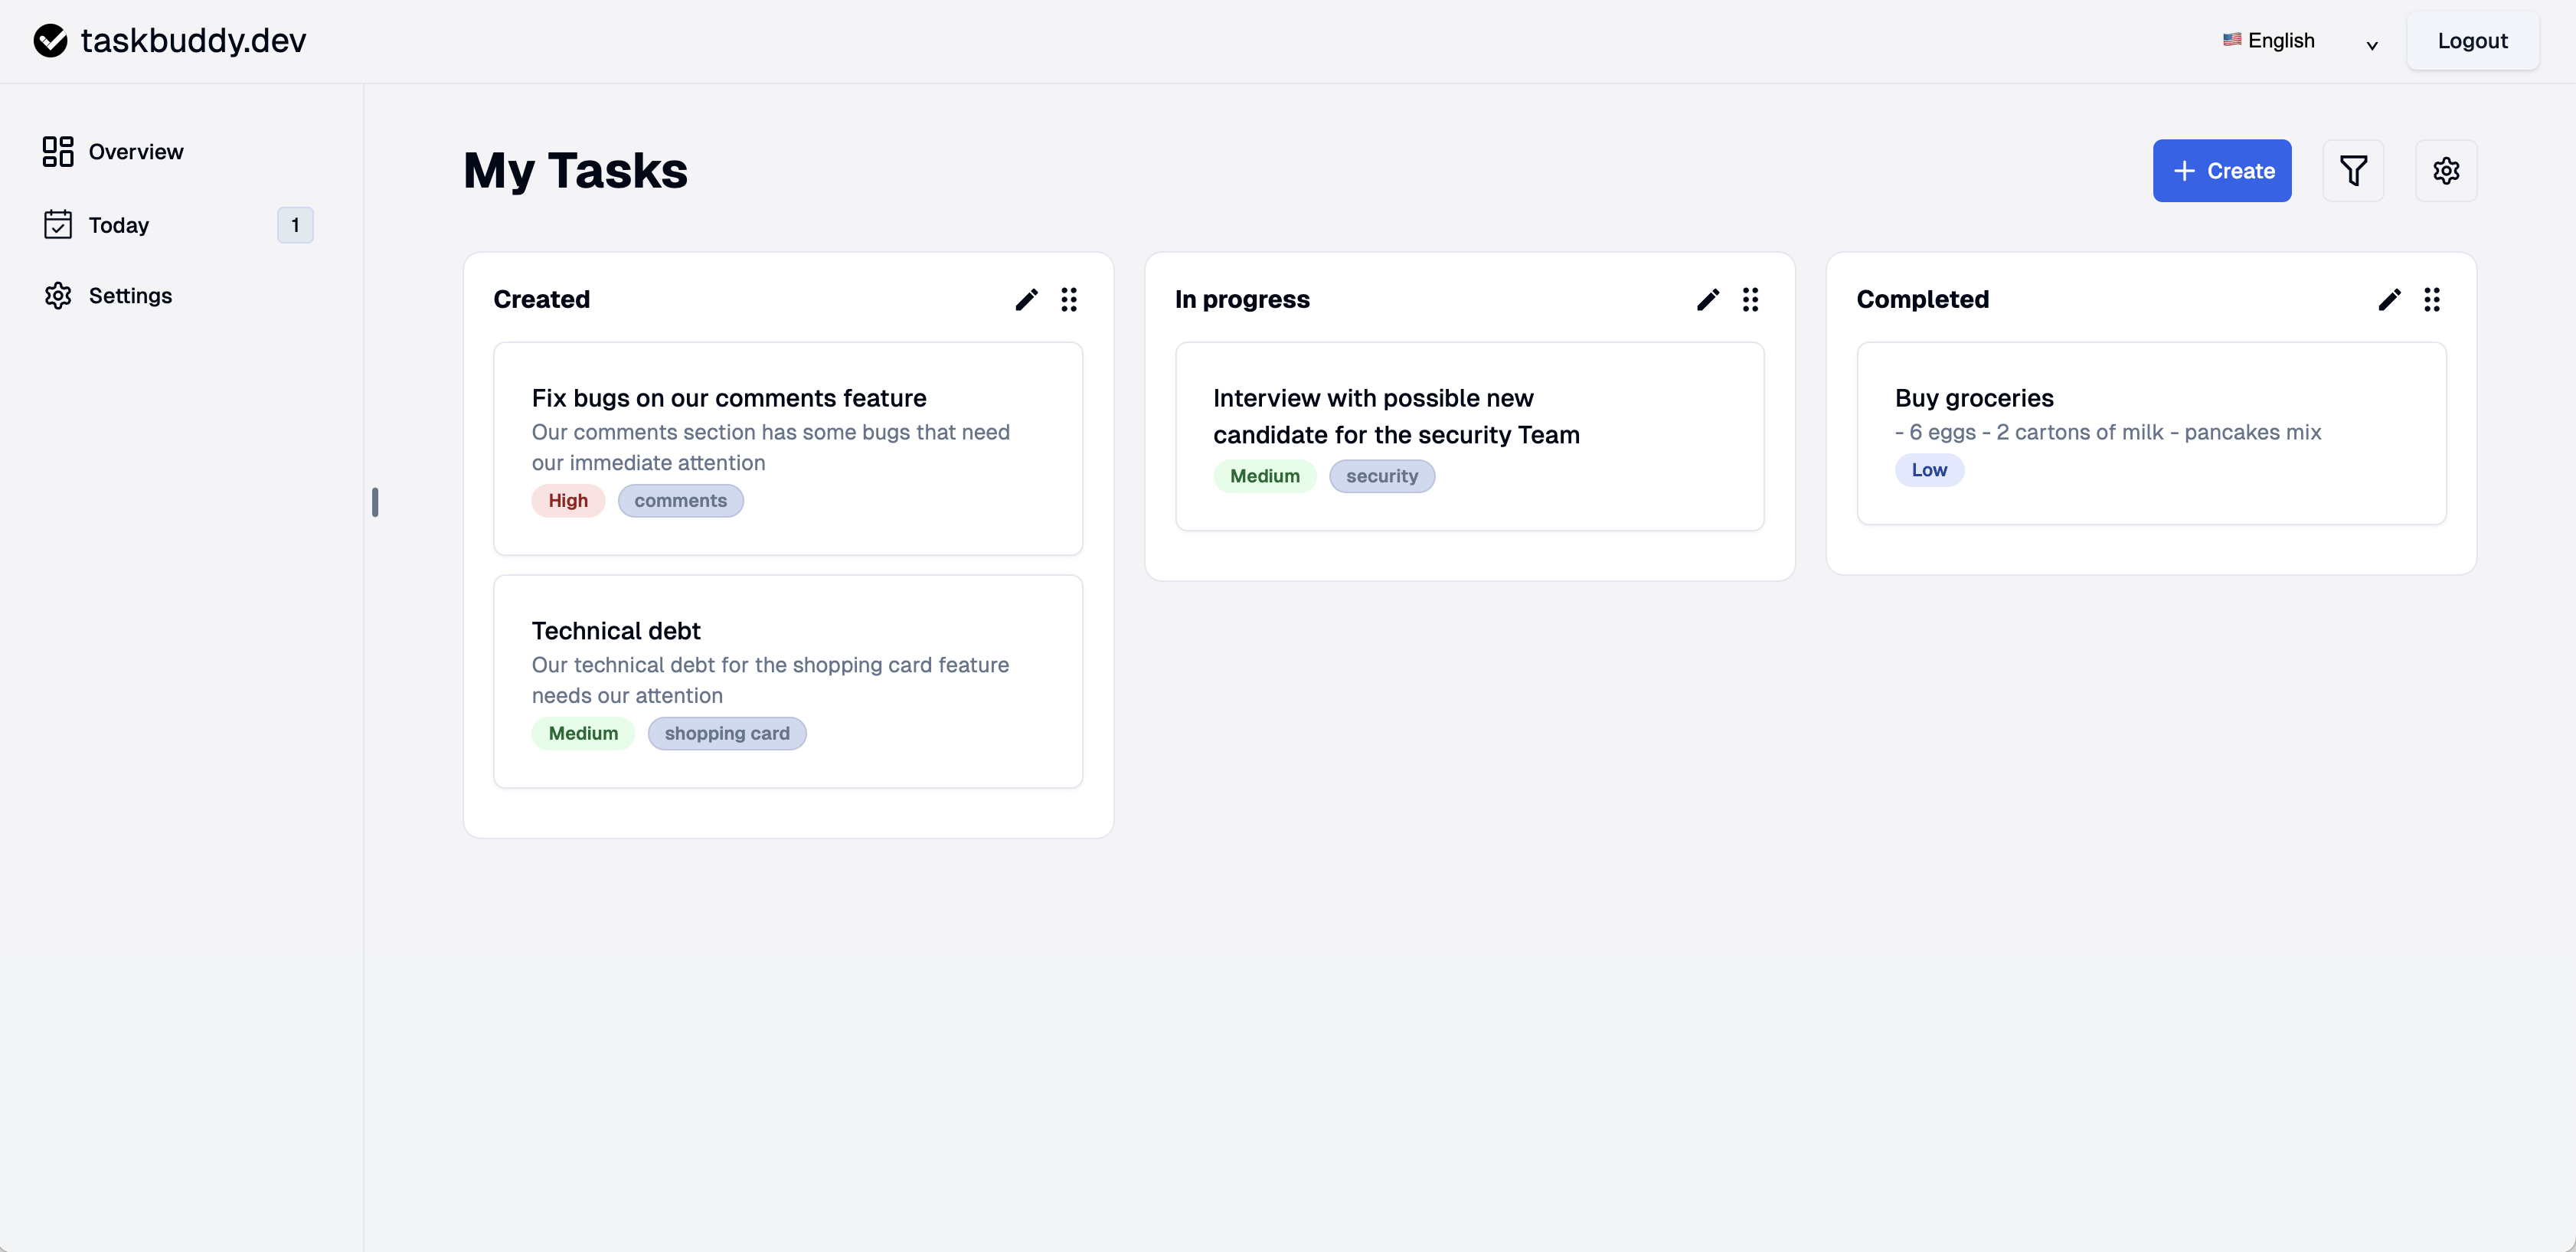 taskbuddy.dev
English
Logout
Overview
Today
1
Settings
My Tasks
Create
Created
Fix bugs on our comments feature
Our comments section has some bugs that need
our immediate attention
High
comments
Technical debt
Our technical debt for the shopping card feature
needs our attention
Medium
shopping card
In progress
Interview with possible new
candidate for the security Team
Medium
security
Completed
Buy groceries
- 6 eggs - 2 cartons of milk - pancakes mix
Low